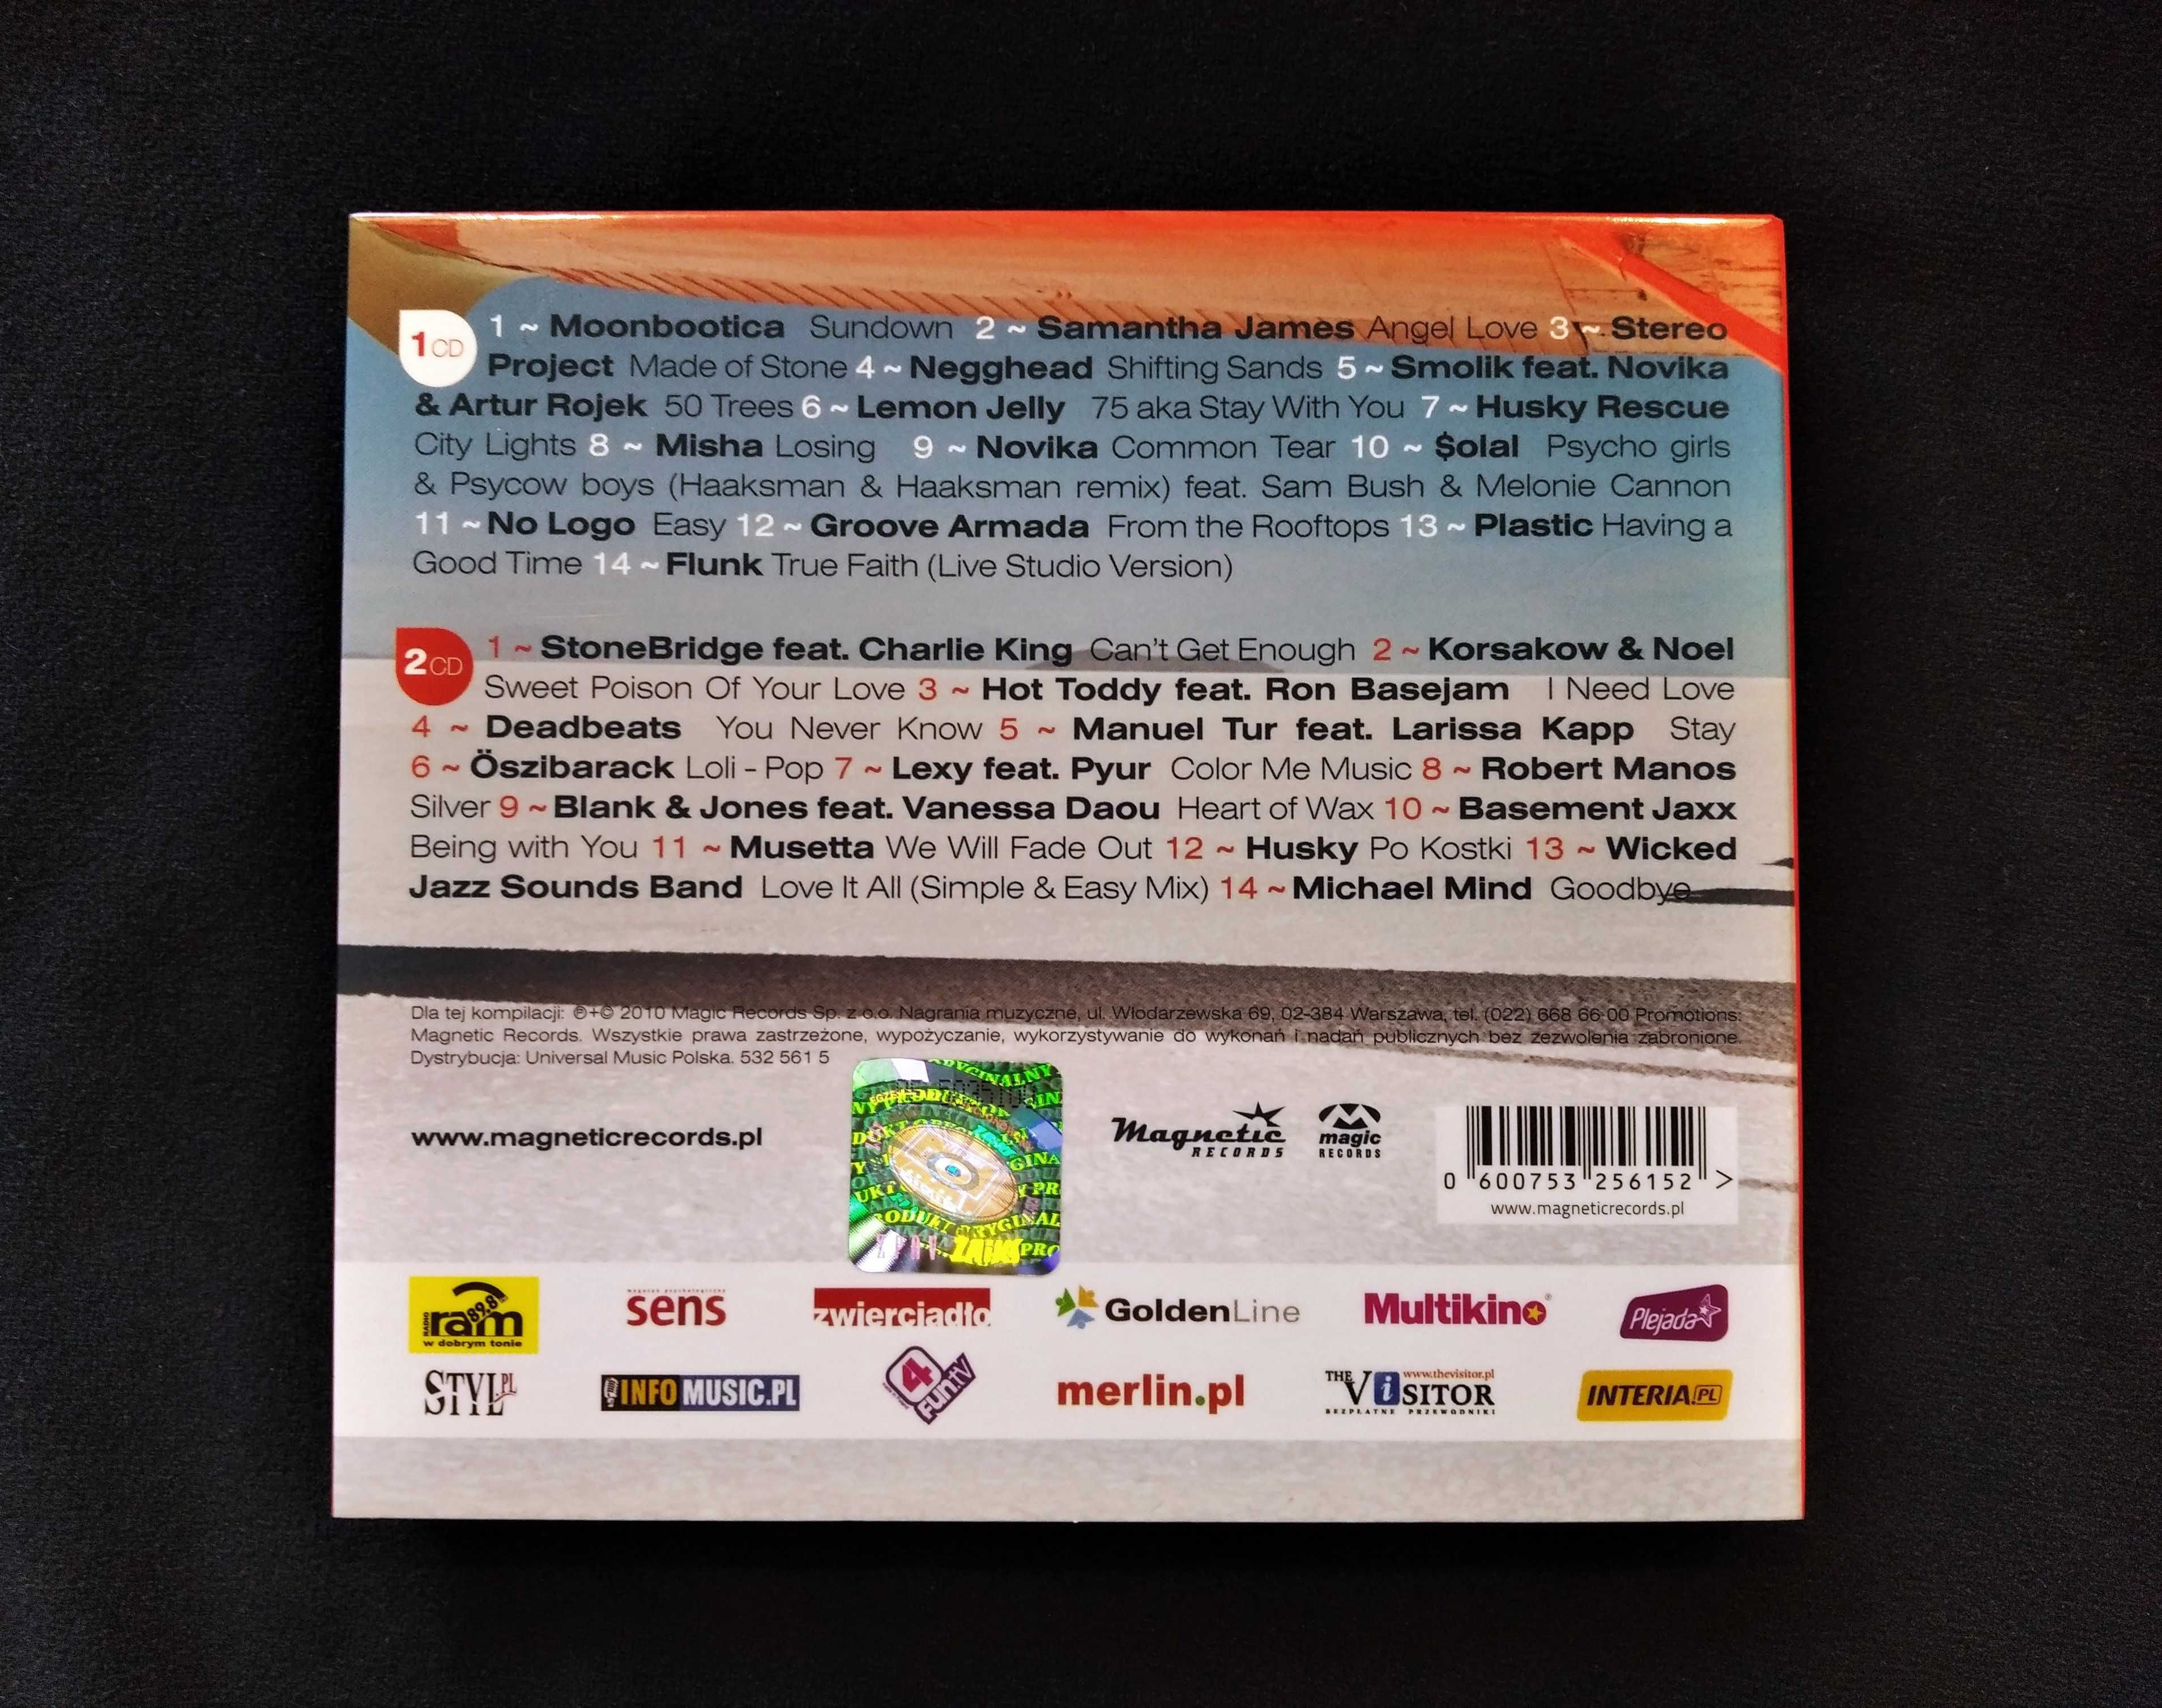 1CD
1 ~ Moonbootica Sundown 2 ~ Samantha James Angel Love 3 ~ Stereo
Project Made of Stone 4 ~ Negghead Shifting Sands 5 ~ Smolik feat. Novika
& Artur Rojek 50 Trees 6 ~ Lemon Jelly 75 aka Stay With You 7 ~ Husky Rescue
City Lights 8 ~ Misha Losing 9 ~ Novika Common Tear 10 ~ $olal Psycho girls
& Psycow boys (Haaksman & Haaksman remix) feat. Sam Bush & Melonie Cannon
11 ~ No Logo Easy 12 ~ Groove Armada From the Rooftops 13 ~ Plastic Having a
Good Time 14 ~ Flunk True Faith (Live Studio Version)
2CD
1 ~ StoneBridge feat. Charlie King Can't Get Enough 2 ~ Korsakow & Noel
Sweet Poison Of Your Love 3 ~ Hot Toddy feat. Ron Basejam I Need Love
4 ~ Deadbeats You Never Know 5 ~ Manuel Tur feat. Larissa Kapp Stay
6 ~ Öszibarack Loli - Pop 7 ~ Lexy feat. Pyur Color Me Music 8 ~ Robert Manos
Silver 9 ~ Blank & Jones feat. Vanessa Daou Heart of Wax 10 ~ Basement Jaxx
Being with You 11 ~ Musetta We Will Fade Out 12 ~ Husky Po Kostki 13 ~ Wicked
Jazz Sounds Band Love It All (Simple & Easy Mix) 14 ~ Michael Mind Goodbye
Dla tej kompilacji: ℗+© 2010 Magic Records Sp. z o.o. Nagrania muzyczne, ul. Włodarzewska 69, 02-384 Warszawa, tel. (022) 668 66 00 Promotions:
Magnetic Records. Wszystkie prawa zastrzeżone, wypożyczanie, wykorzystywanie do wykonań i nadań publicznych bez zezwolenia zabronione.
Dystrybucja: Universal Music Polska. 532 561 5
www.magneticrecords.pl
ORYGINALNY PRODUKT
ZAiKS
Magnetic RECORDS
magic RECORDS
0 600753 256152 >
www.magneticrecords.pl
RADIO ram 89.8 w dobrym tonie
magazyn psychologiczny
sens
zwierciadło
GoldenLine
Multikino®
Plejada
STYL.PL
INFOMUSIC.PL
4FUN.TV
merlin.pl
THE ViSITOR www.thevisitor.pl
BEZPŁATNE PRZEWODNIKI
INTERIA.PL